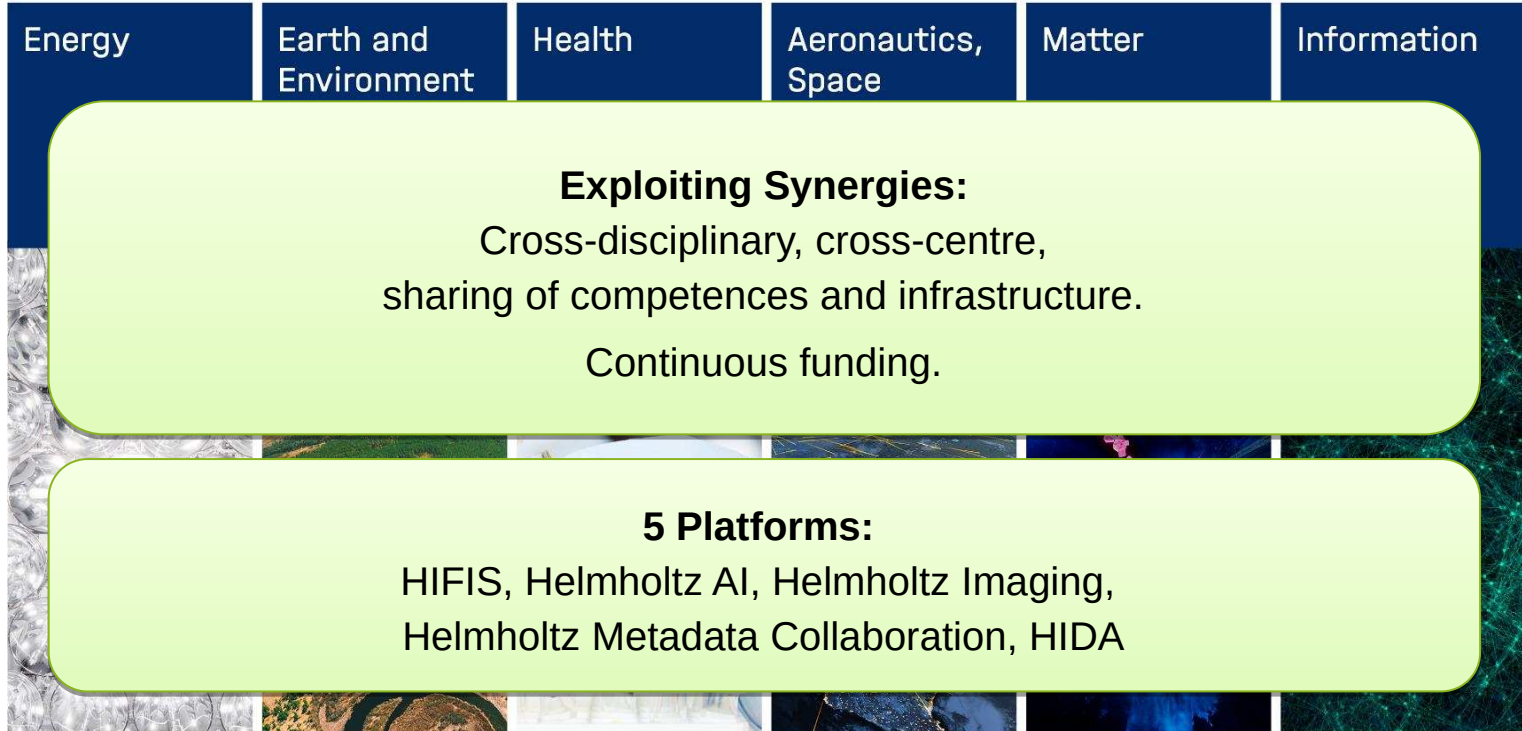 Energy
Earth and
Environment
Health
Aeronautics,
Space
Matter
Information
Exploiting Synergies:
Cross-disciplinary, cross-centre,
sharing of competences and infrastructure.
Continuous funding.
5 Platforms:
HIFIS, Helmholtz AI, Helmholtz Imaging,
Helmholtz Metadata Collaboration, HIDA